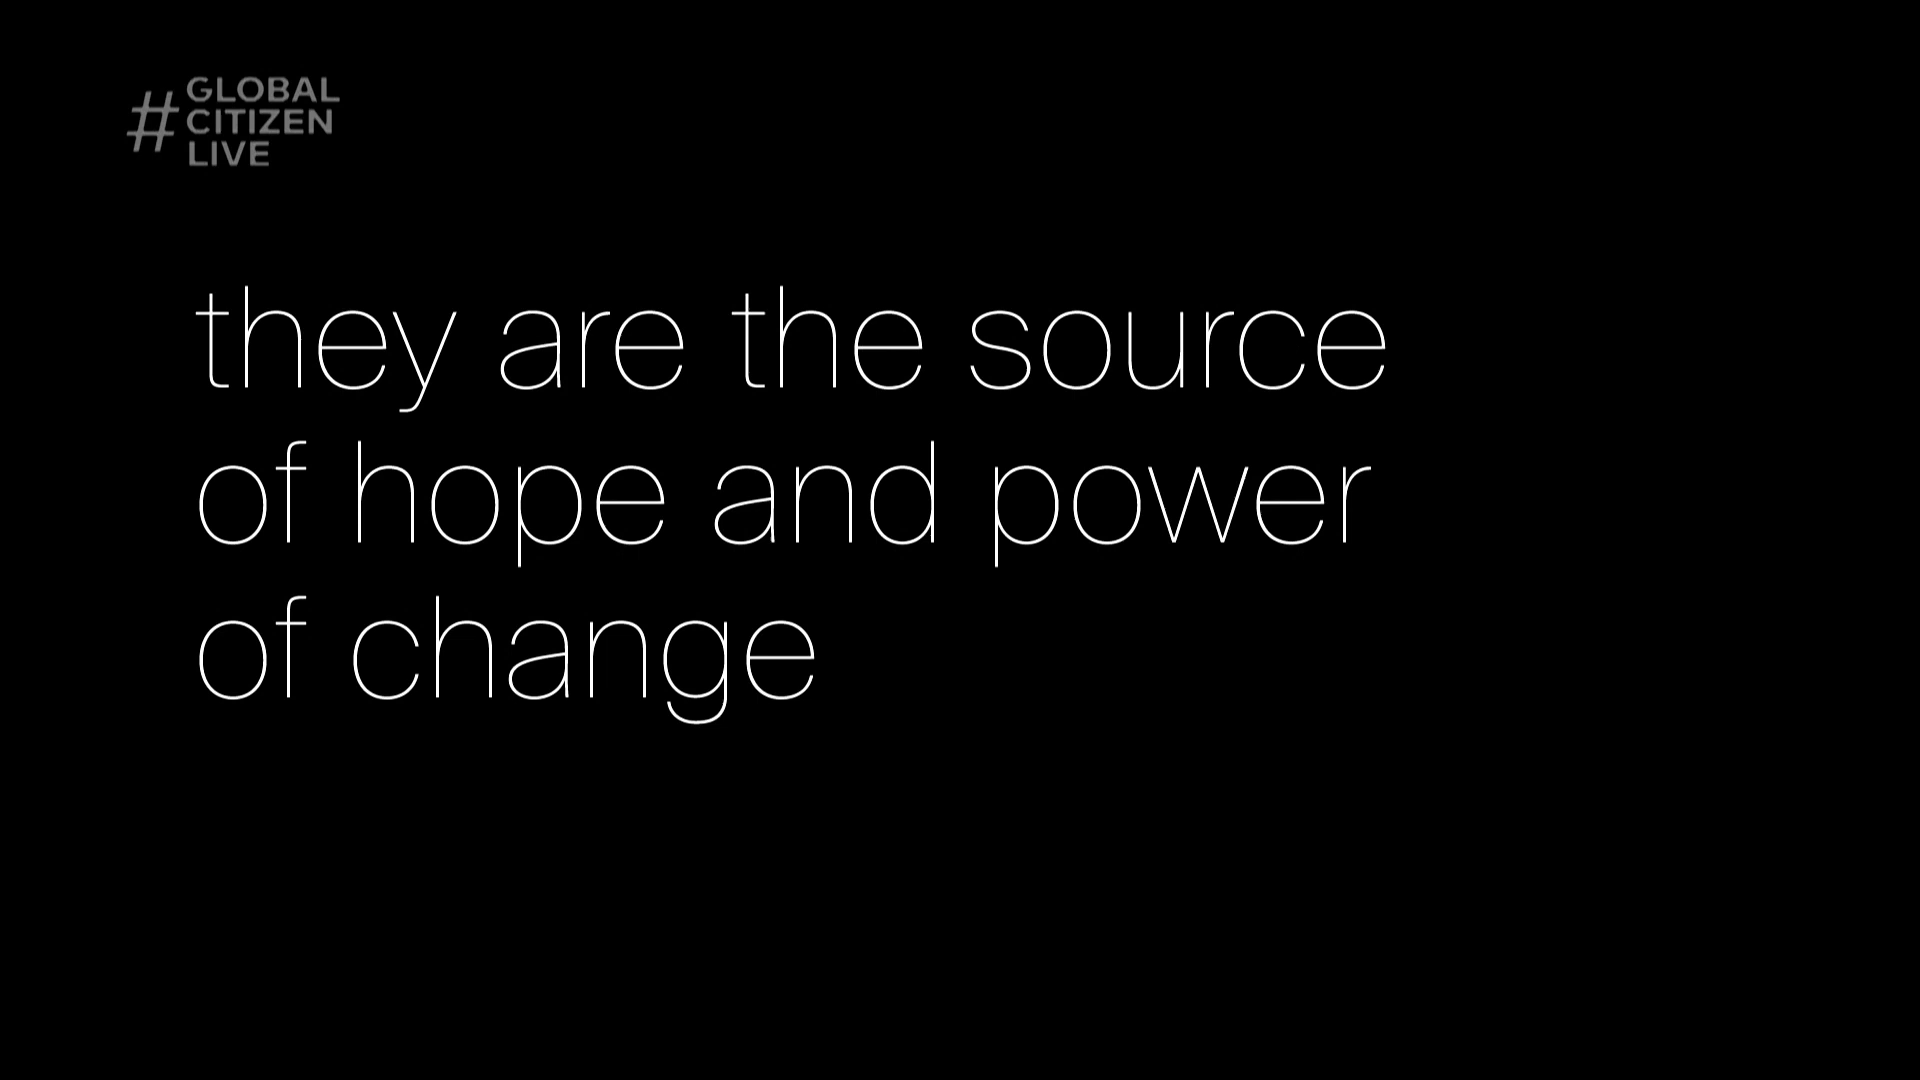 #GLOBAL
CITIZEN
LIVE
they are the source
of hope and power
of change